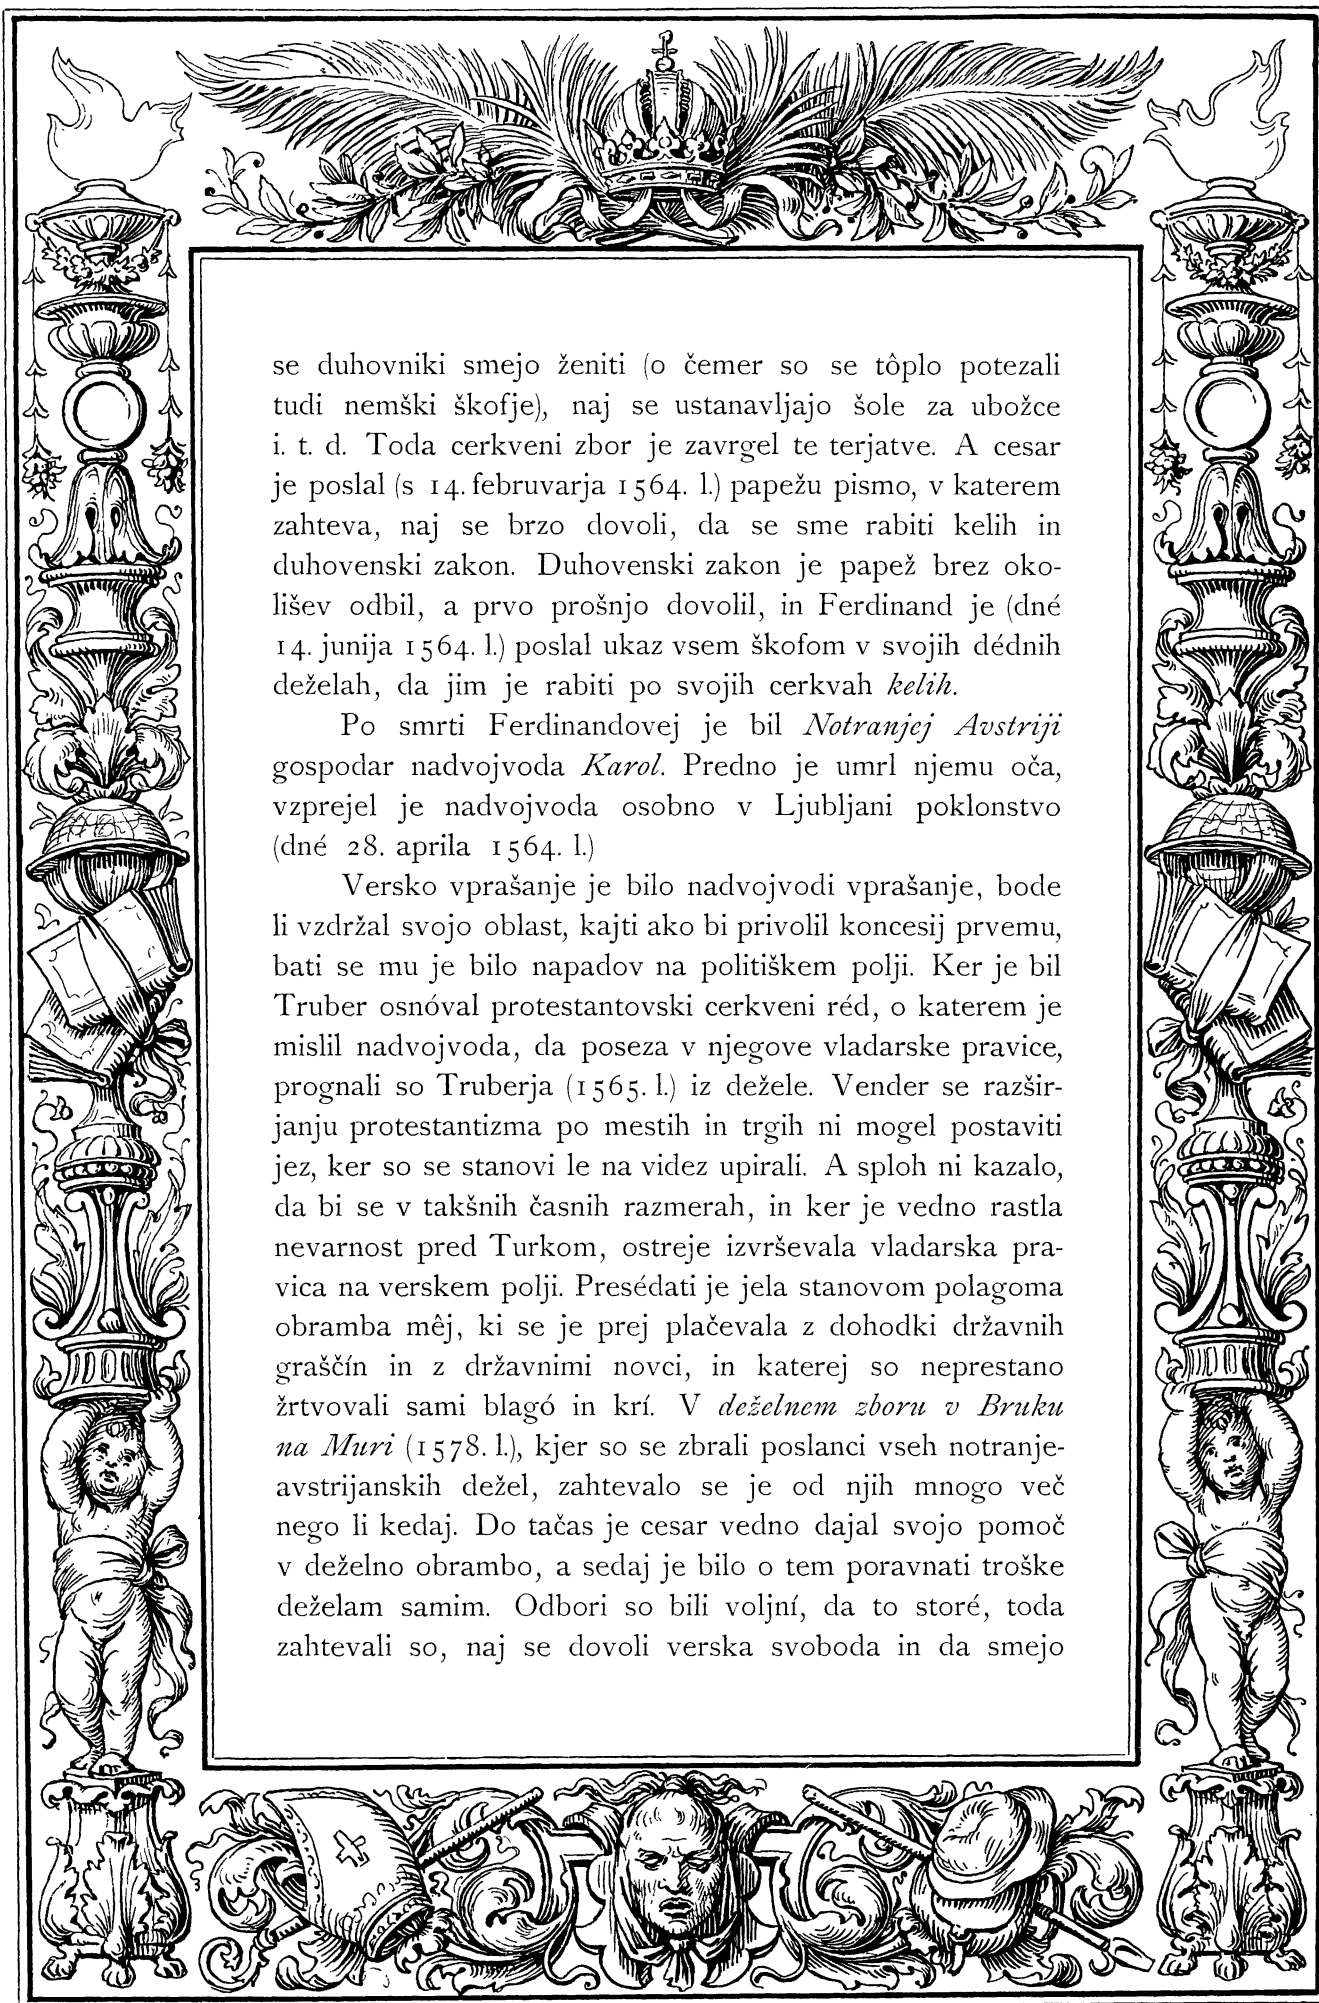 se duhovniki smejo ženiti (o čemer so se tôplo potezali
tudi nemški škofje), naj se ustanavljajo šole za ubožce
i. t. d. Toda cerkveni zbor je zavrgel te terjatve. A cesar
je poslal (s 14. februvarja 1564. l.) papežu pismo, v katerem
zahteva, naj se brzo dovoli, da se sme rabiti kelih in
duhovenski zakon. Duhovenski zakon je papež brez oko-
lišev odbil, a prvo prošnjo dovolil, in Ferdinand je (dné
14. junija 1564. l.) poslal ukaz vsem škofom v svojih dédnih
deželah, da jim je rabiti po svojih cerkvah kelih.
Po smrti Ferdinandovej je bil Notranjej Avstriji
gospodar nadvojvoda Karol. Predno je umrl njemu oča,
vzprejel je nadvojvoda osobno v Ljubljani poklonstvo
(dné 28. aprila 1564. l.)
Versko vprašanje je bilo nadvojvodi vprašanje, bode
li vzdržal svojo oblast, kajti ako bi privolil koncesij prvemu,
bati se mu je bilo napadov na politiškem polji. Ker je bil
Truber osnóval protestantovski cerkveni réd, o katerem je
mislil nadvojvoda, da poseza v njegove vladarske pravice,
prognali so Truberja (1565. l.) iz dežele. Vender se razšir-
janju protestantizma po mestih in trgih ni mogel postaviti
jez, ker so se stanovi le na videz upirali. A sploh ni kazalo,
da bi se v takšnih časnih razmerah, in ker je vedno rastla
nevarnost pred Turkom, ostreje izvrševala vladarska pra-
vica na verskem polji. Presédati je jela stanovom polagoma
obramba mêj, ki se je prej plačevala z dohodki državnih
graščín in z državnimi novci, in katerej so neprestano
žrtvovali sami blagó in krí. V deželnem zboru v Bruku
na Muri (1578. l.), kjer so se zbrali poslanci vseh notranje-
avstrijanskih dežel, zahtevalo se je od njih mnogo več
nego li kedaj. Do tačas je cesar vedno dajal svojo pomoč
v deželno obrambo, a sedaj je bilo o tem poravnati troške
deželam samim. Odbori so bili voljní, da to storé, toda
zahtevali so, naj se dovoli verska svoboda in da smejo